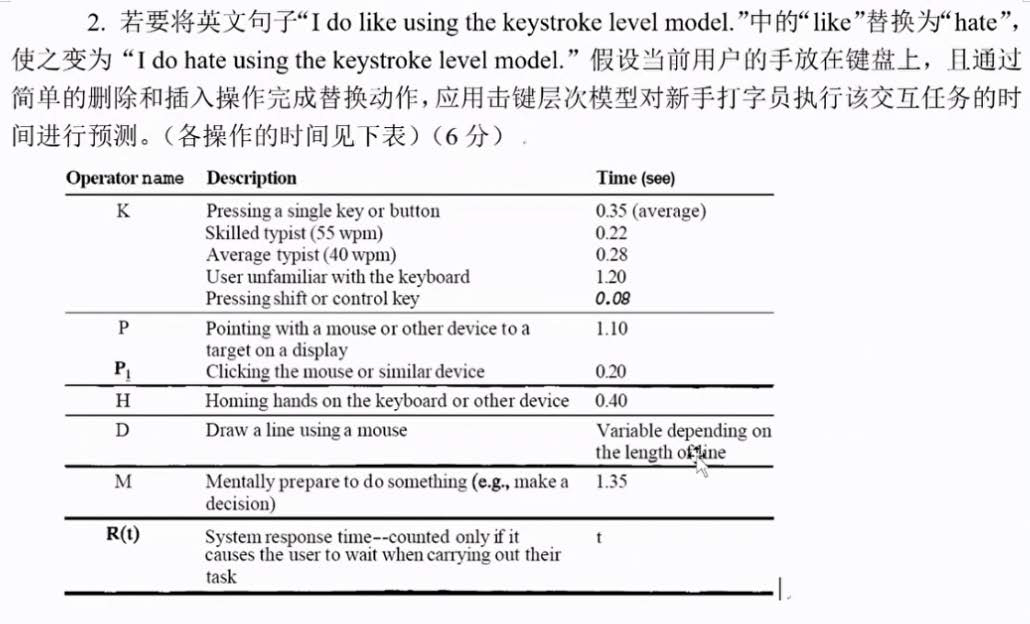 2. 若要将英文句子“I do like using the keystroke level model.”中的“like”替换为“hate”,
使之变为 “I do hate using the keystroke level model.” 假设当前用户的手放在键盘上，且通过
简单的删除和插入操作完成替换动作，应用击键层次模型对新手打字员执行该交互任务的时
间进行预测。（各操作的时间见下表）（6 分）
Operator name Description Time (see)
K Pressing a single key or button 0.35 (average)
Skilled typist (55 wpm) 0.22
Average typist (40 wpm) 0.28
User unfamiliar with the keyboard 1.20
Pressing shift or control key 0.08
P Pointing with a mouse or other device to a 1.10
target on a display
P1 Clicking the mouse or similar device 0.20
H Homing hands on the keyboard or other device 0.40
D Draw a line using a mouse Variable depending on
the length of line
M Mentally prepare to do something (e.g., make a 1.35
decision)
R(t) System response time--counted only if it t
causes the user to wait when carrying out their
task